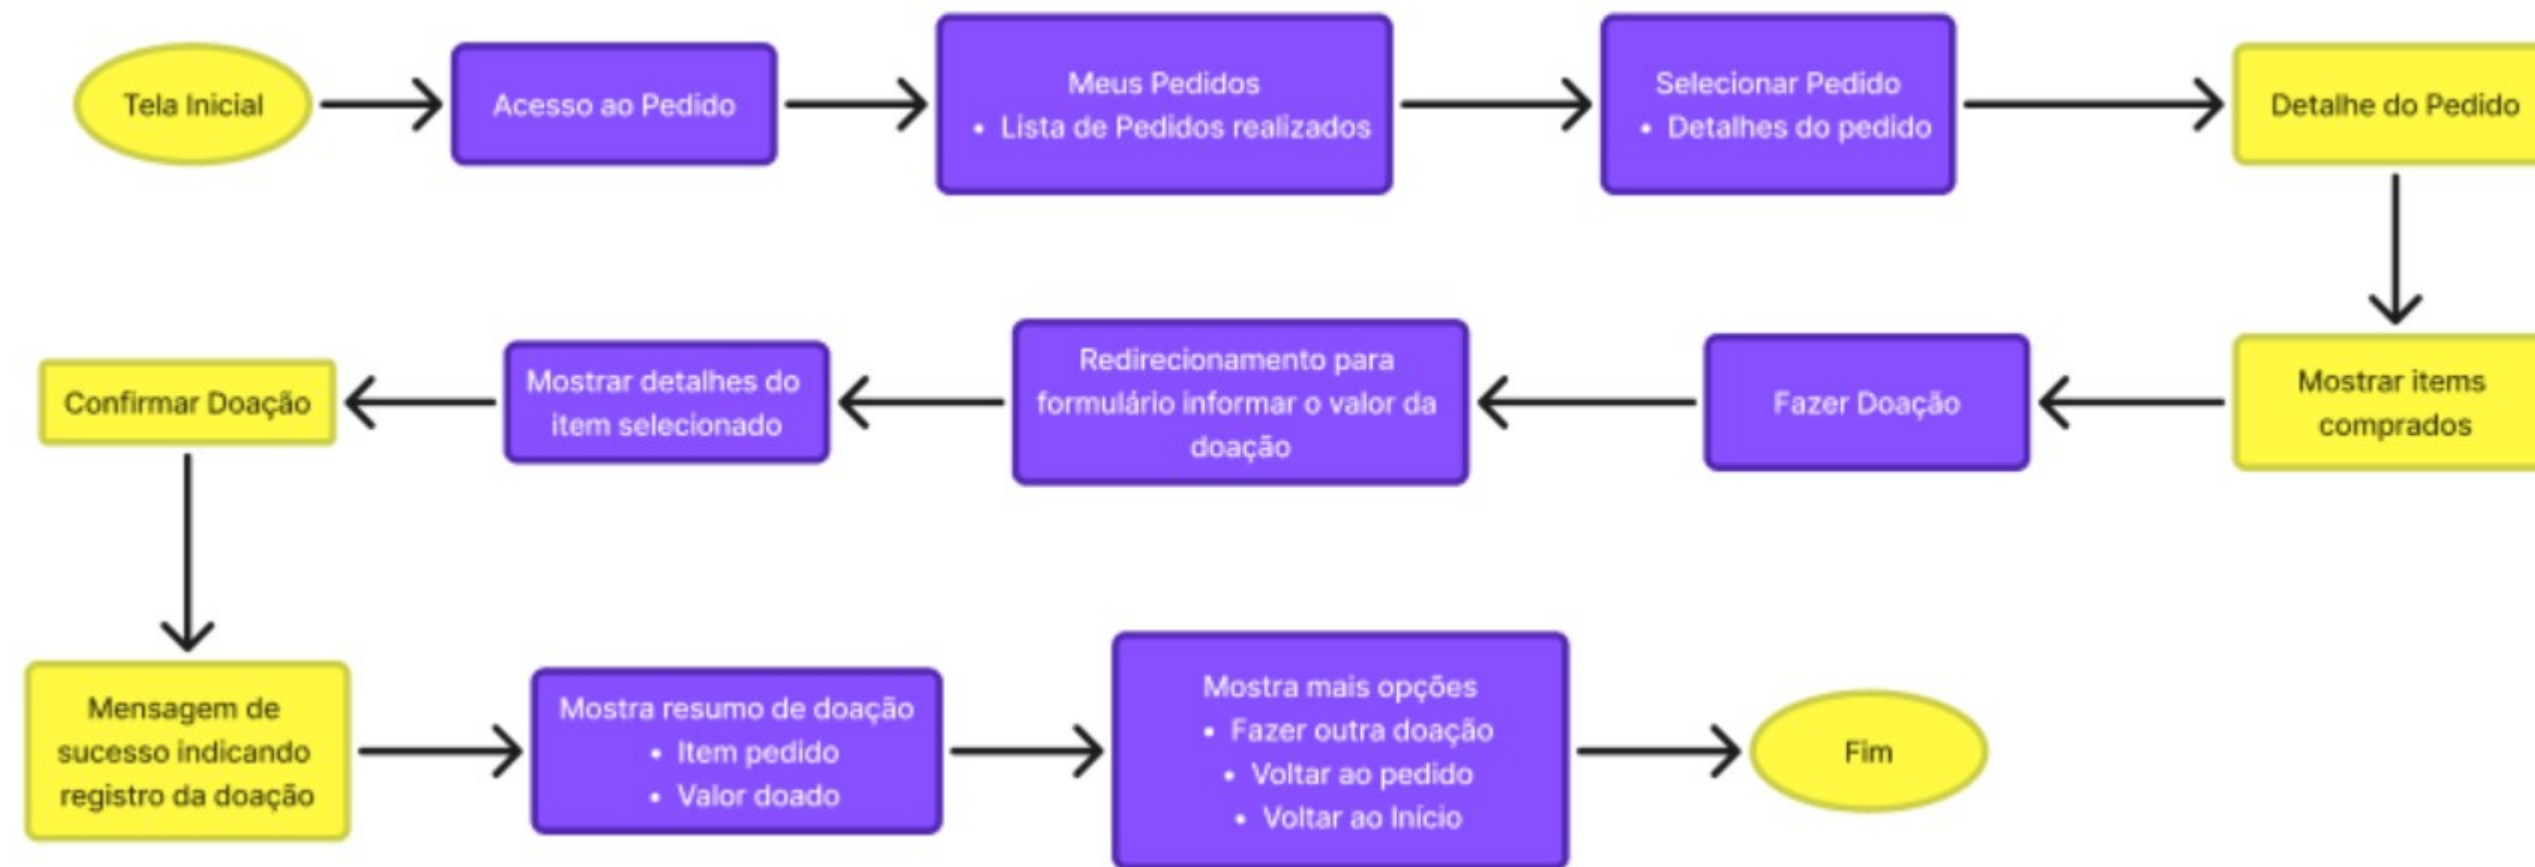 Tela Inicial
Acesso ao Pedido
Meus Pedidos
• Lista de Pedidos realizados
Selecionar Pedido
• Detalhes do pedido
Detalhe do Pedido
Mostrar items
comprados
Fazer Doação
Redirecionamento para
formulário informar o valor da
doação
Mostrar detalhes do
item selecionado
Confirmar Doação
Mensagem de
sucesso indicando
registro da doação
Mostra resumo de doação
• Item pedido
• Valor doado
Mostra mais opções
• Fazer outra doação
• Voltar ao pedido
• Voltar ao Início
Fim